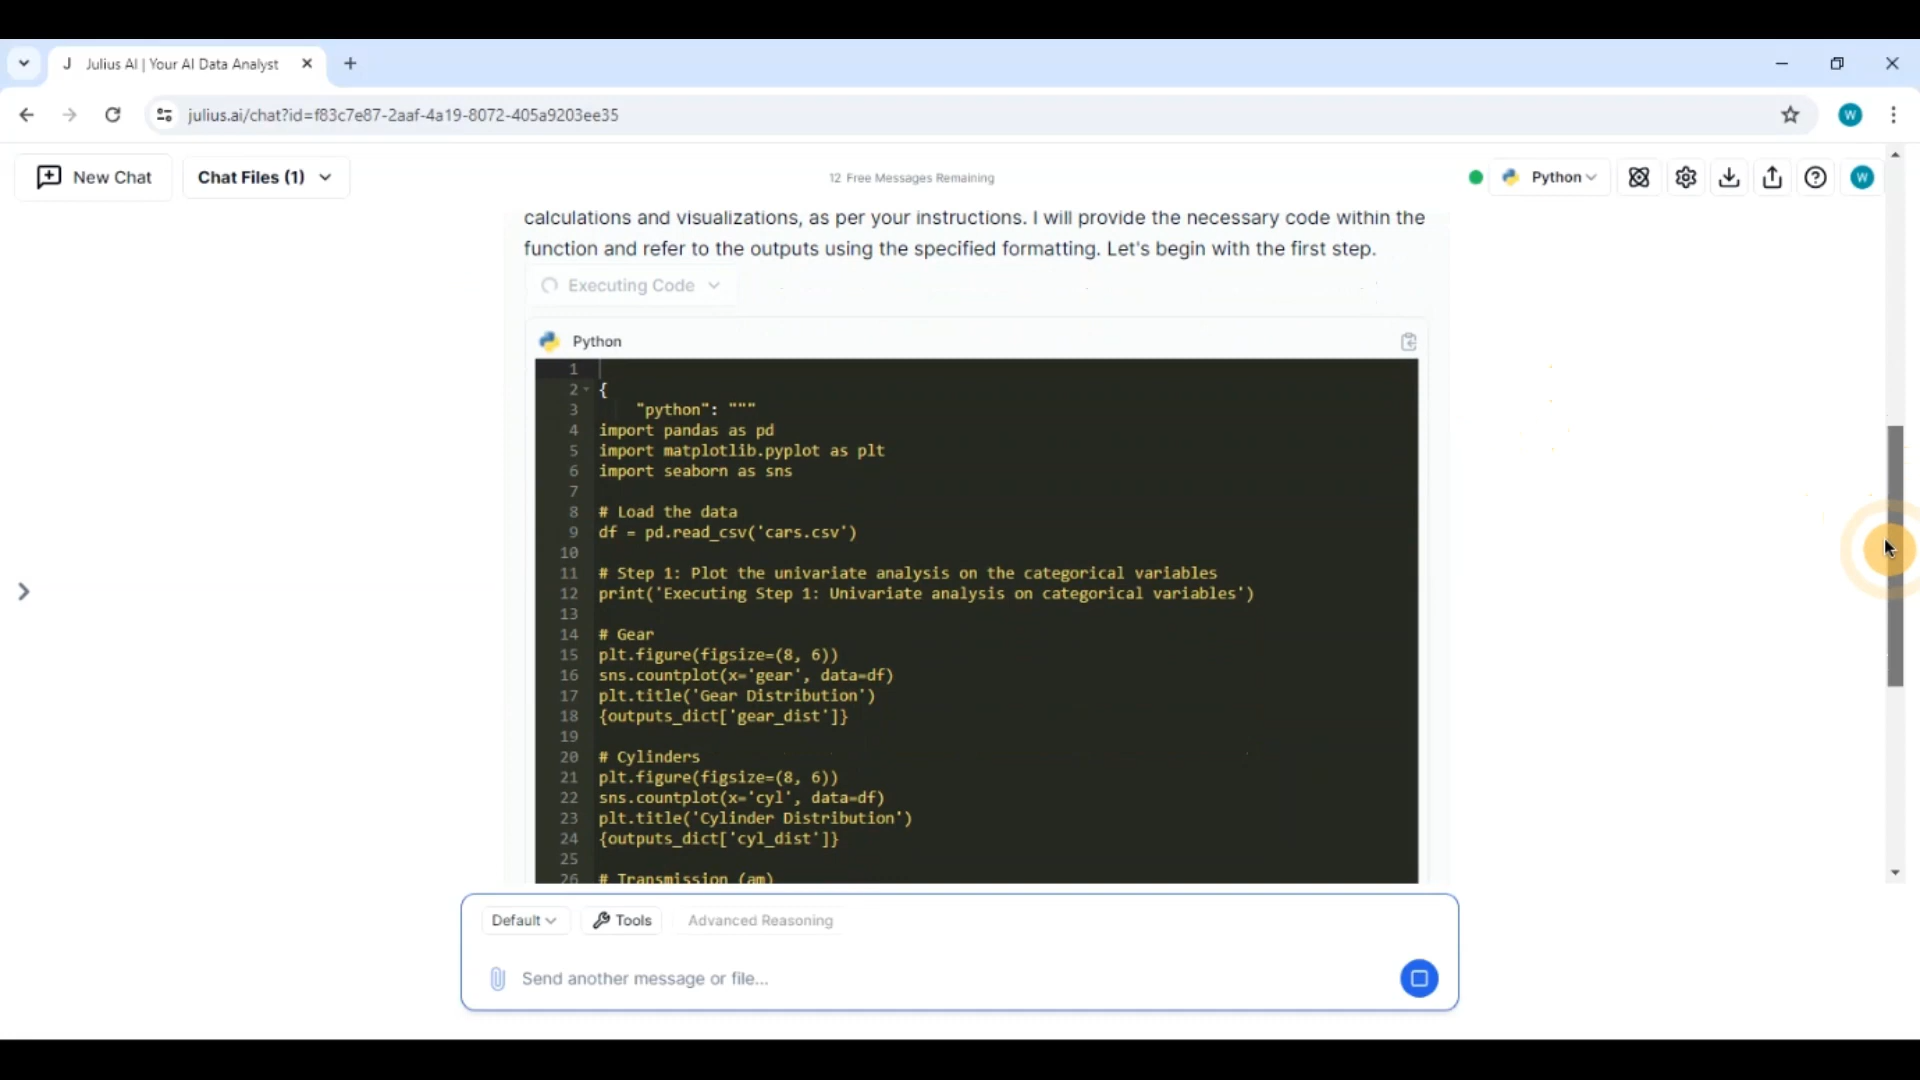 J Julius AI | Your AI Data Analyst
julius.ai/chat?id=f83c7e87-2aaf-4a19-8072-405a9203ee35
W
New Chat
Chat Files (1)
12 Free Messages Remaining
Python
W
calculations and visualizations, as per your instructions. I will provide the necessary code within the
function and refer to the outputs using the specified formatting. Let's begin with the first step.
Executing Code
Python
1
2 {
3 "python": """
4 import pandas as pd
5 import matplotlib.pyplot as plt
6 import seaborn as sns
7
8 # Load the data
9 df = pd.read_csv('cars.csv')
10
11 # Step 1: Plot the univariate analysis on the categorical variables
12 print('Executing Step 1: Univariate analysis on categorical variables')
13
14 # Gear
15 plt.figure(figsize=(8, 6))
16 sns.countplot(x='gear', data=df)
17 plt.title('Gear Distribution')
18 {outputs_dict['gear_dist']}
19
20 # Cylinders
21 plt.figure(figsize=(8, 6))
22 sns.countplot(x='cyl', data=df)
23 plt.title('Cylinder Distribution')
24 {outputs_dict['cyl_dist']}
25
26 # Transmission (am)
Default
Tools
Advanced Reasoning
Send another message or file...